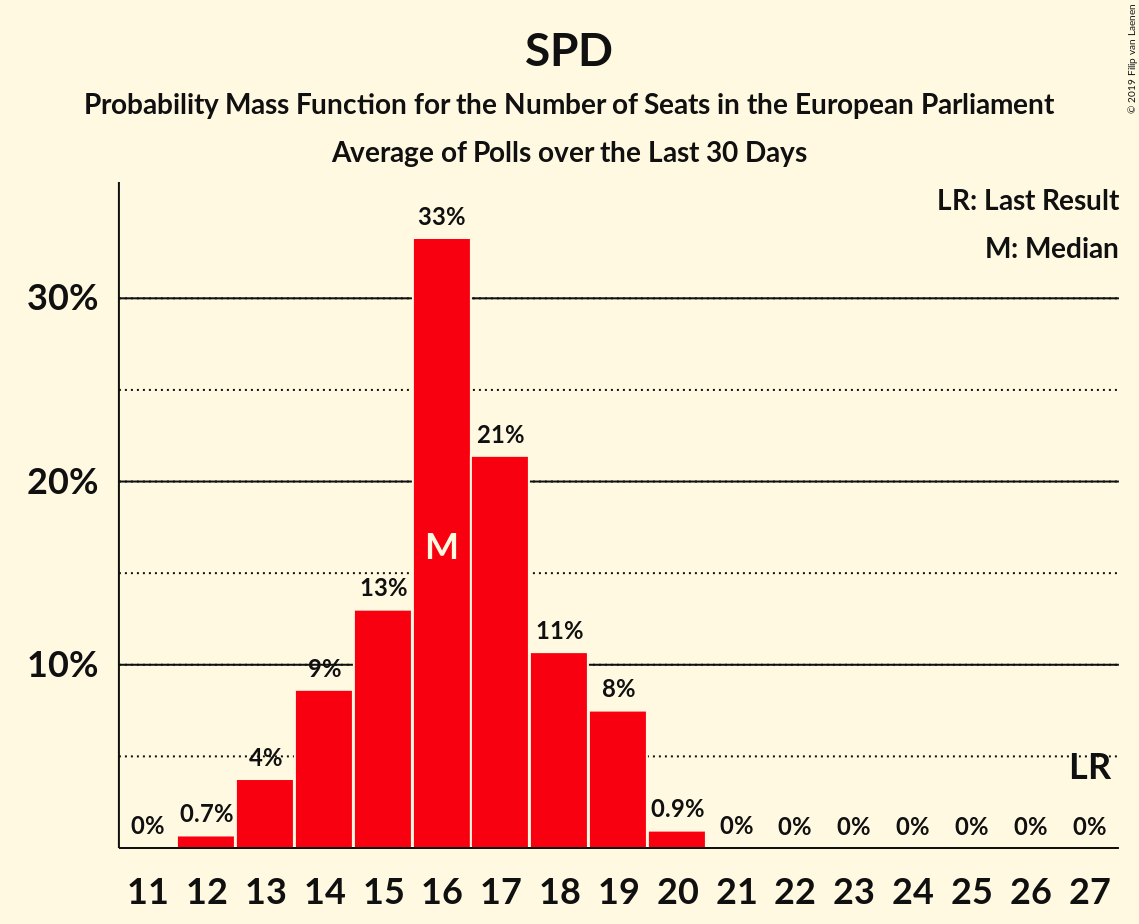 SPD
Probability Mass Function for the Number of Seats in the European Parliament
Average of Polls over the Last 30 Days
© 2019 Filip van Laenen
LR: Last Result
M: Median
33%
30%
21%
20%
M
13%
11%
10%
9%
8%
4%
LR
0% 0.7% 0.9% 0% 0% 0% 0% 0% 0% 0%
11 12 13 14 15 16 17 18 19 20 21 22 23 24 25 26 27